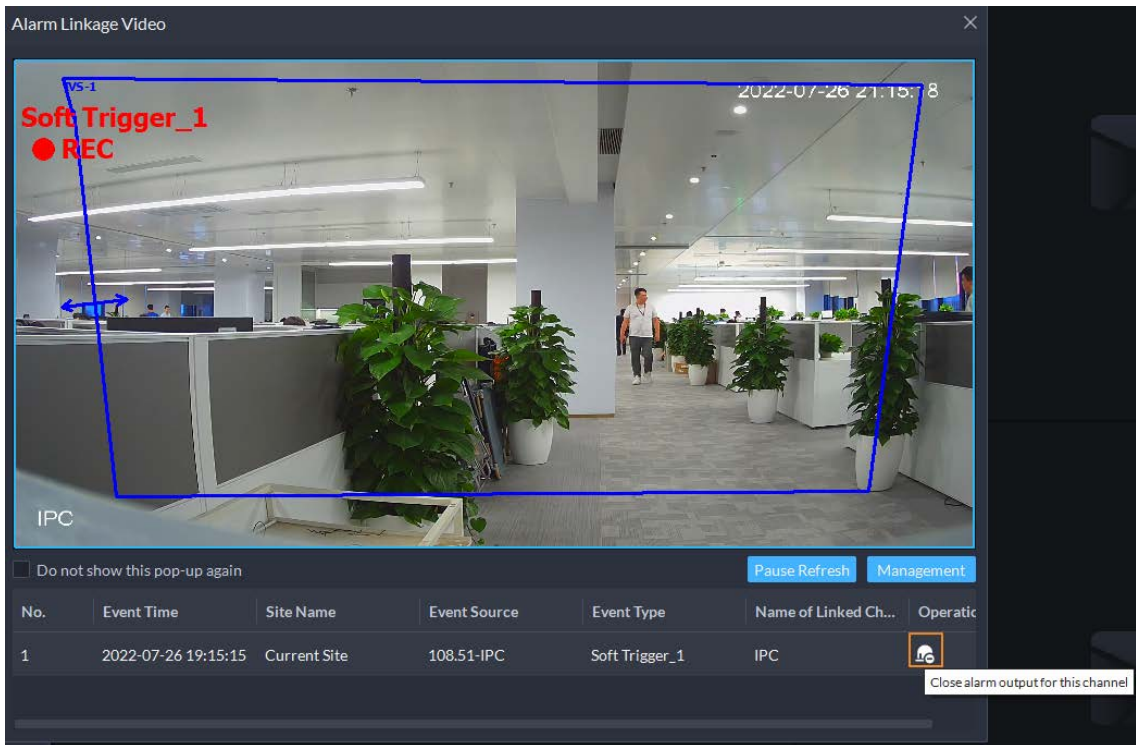 Alarm Linkage Video
IVS-1
2022-07-26 21:15:18
Soft Trigger_1
REC
IPC
Do not show this pop-up again
Pause Refresh
Management
No. Event Time Site Name Event Source Event Type Name of Linked Ch... Operatic
1 2022-07-26 19:15:15 Current Site 108.51-IPC Soft Trigger_1 IPC
Close alarm output for this channel